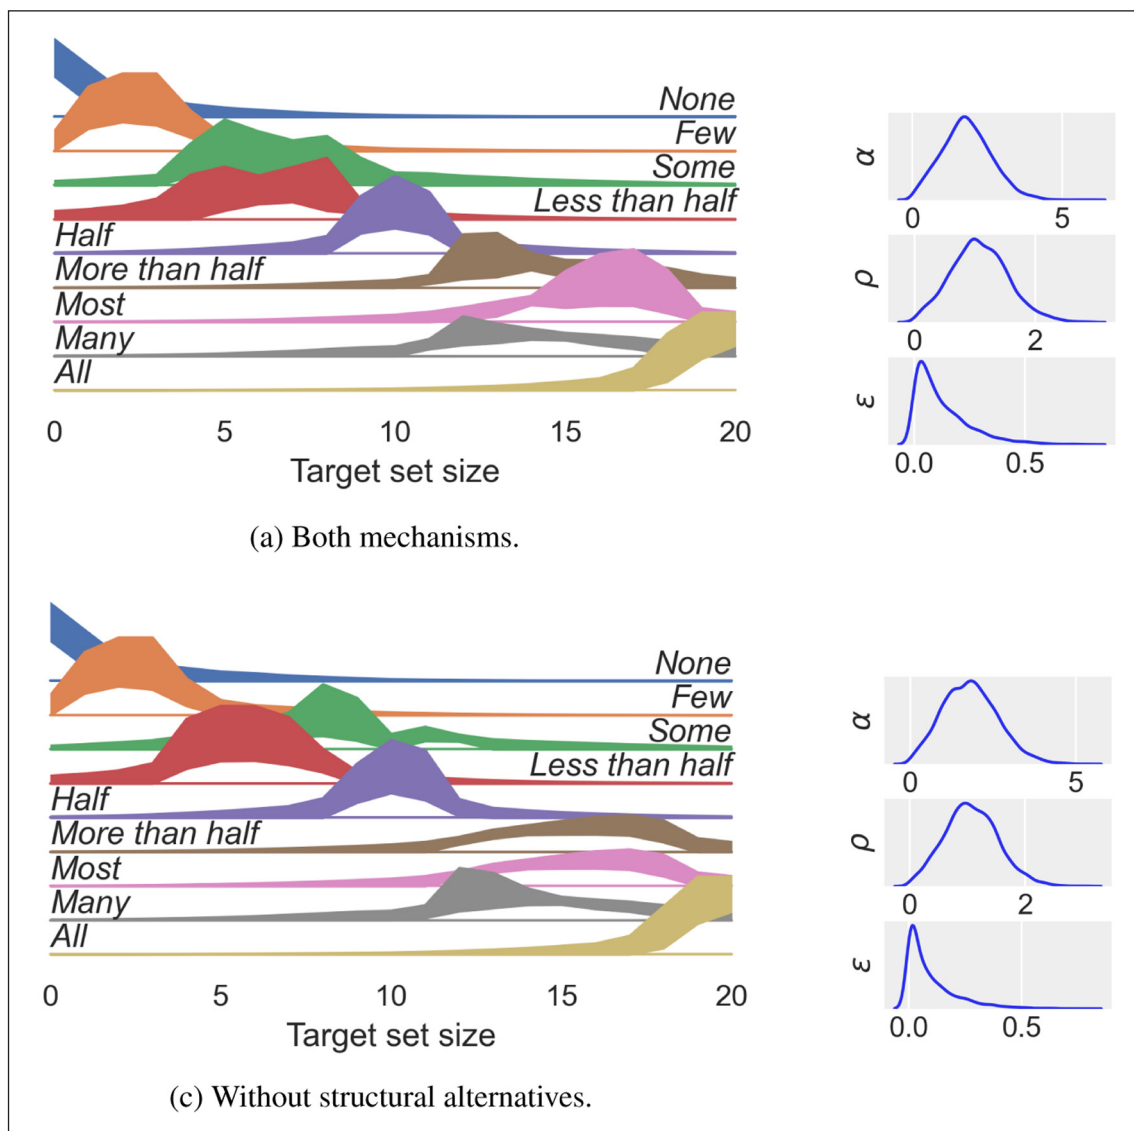 None
Few
Some
Less than half
Half
More than half
Most
Many
All
0 5 10 15 20
Target set size
α
0 5
ρ
0 2
ε
0.0 0.5
(a) Both mechanisms.
None
Few
Some
Less than half
Half
More than half
Most
Many
All
0 5 10 15 20
Target set size
α
0 5
ρ
0 2
ε
0.0 0.5
(c) Without structural alternatives.